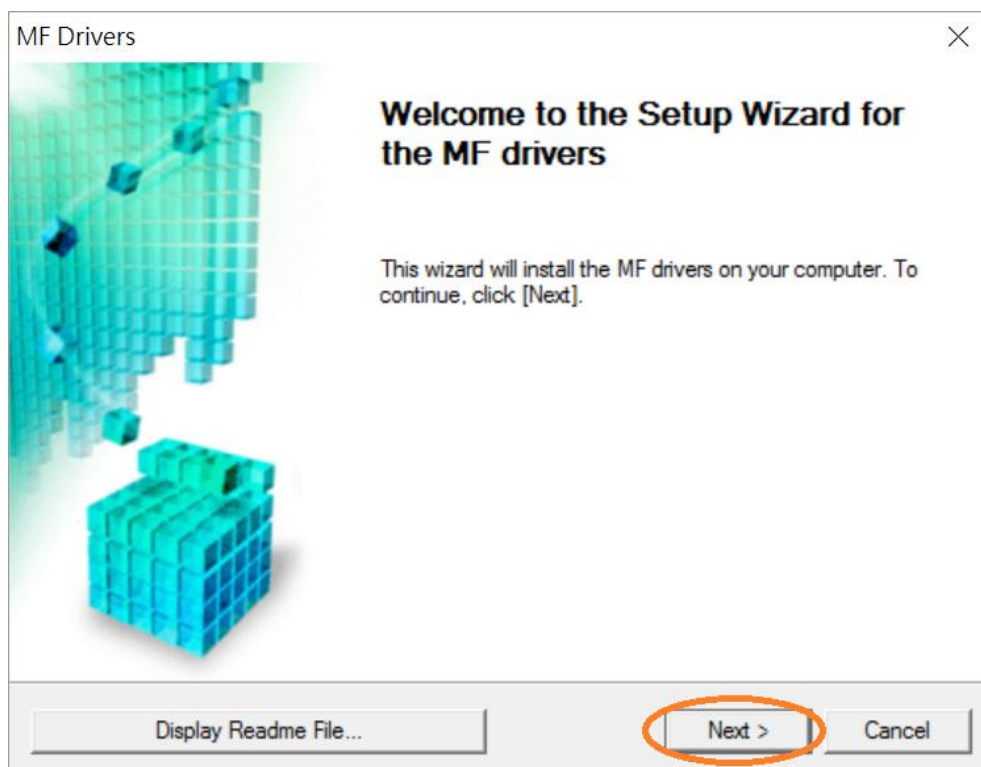 MF Drivers
Welcome to the Setup Wizard for
the MF drivers
This wizard will install the MF drivers on your computer. To
continue, click [Next].
Display Readme File...
Next >
Cancel